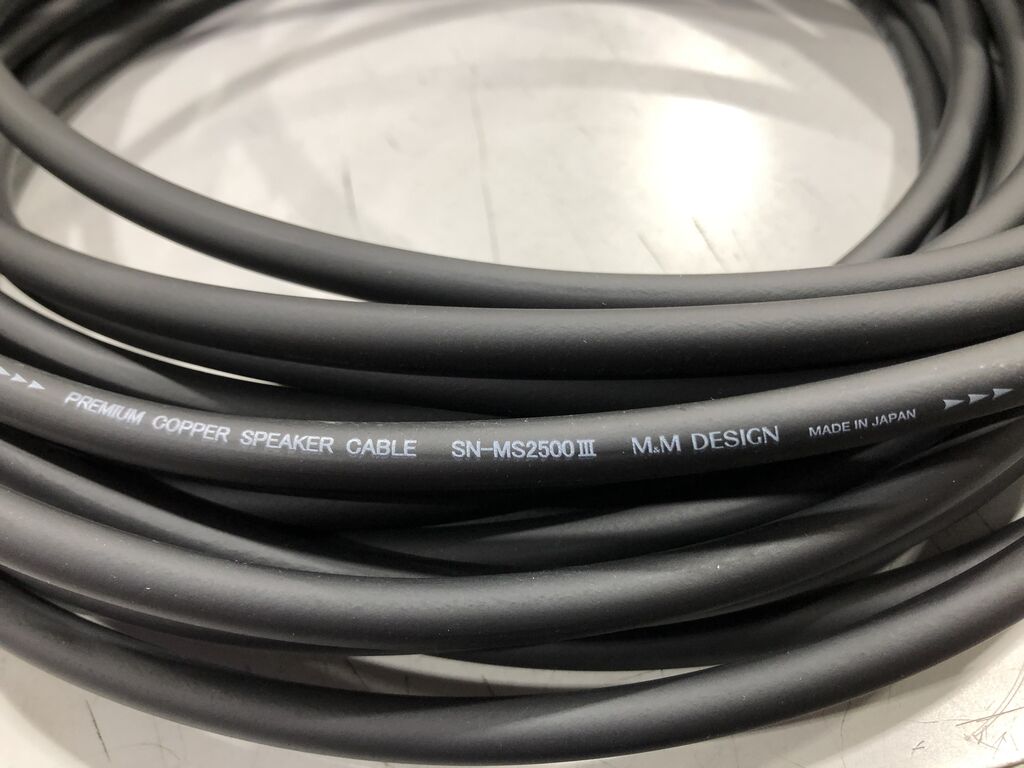 PREMIUM COPPER SPEAKER CABLE SN-MS2500Ⅲ M&M DESIGN MADE IN JAPAN